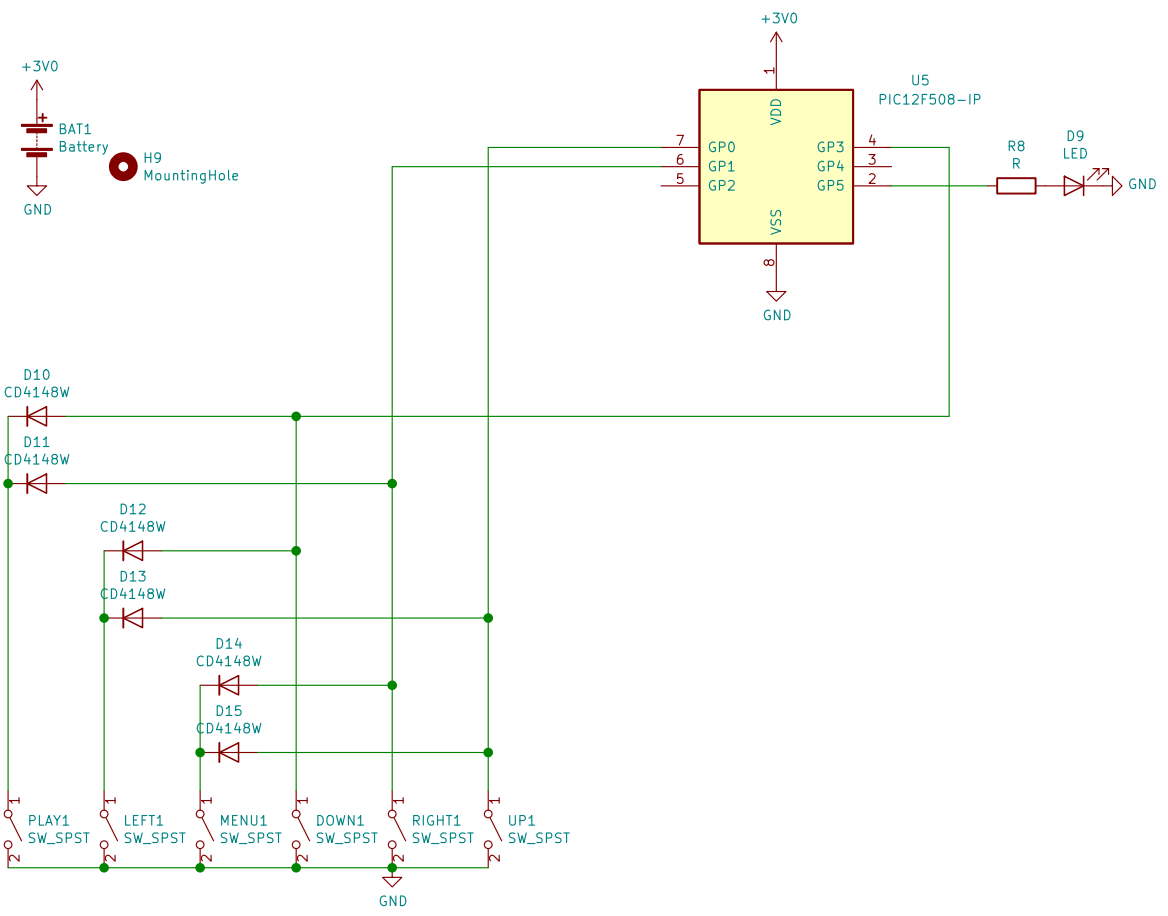 +3V0
+3V0
1
U5
PIC12F508-IP
VDD
BAT1
Battery
H9
MountingHole
GND
7
GP0
GP3
4
6
GP1
GP4
3
5
GP2
GP5
2
VSS
8
GND
R8
R
D9
LED
GND
D10
CD4148W
D11
CD4148W
D12
CD4148W
D13
CD4148W
D14
CD4148W
D15
CD4148W
1
PLAY1
SW_SPST
2
1
LEFT1
SW_SPST
2
1
MENU1
SW_SPST
2
1
DOWN1
SW_SPST
2
1
RIGHT1
SW_SPST
2
1
UP1
SW_SPST
2
GND